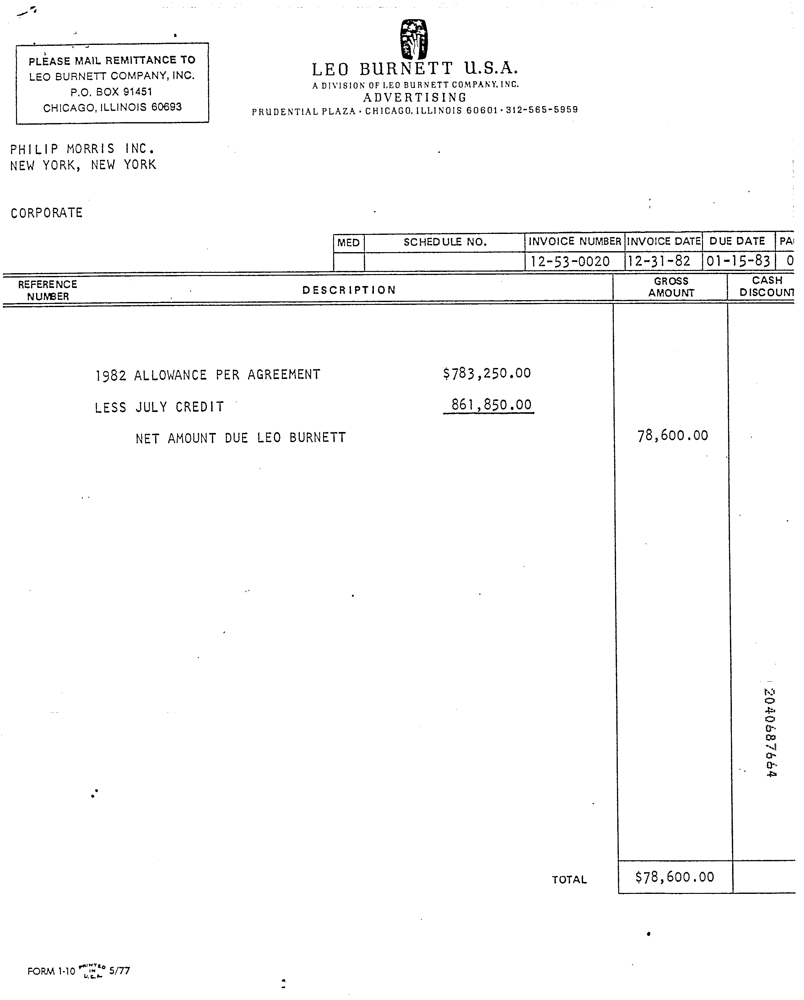 PLEASE MAIL REMITTANCE TO
LEO BURNETT COMPANY, INC.
P.O. BOX 91451
CHICAGO, ILLINOIS 60693
LEO BURNETT U.S.A.
A DIVISION OF LEO BURNETT COMPANY, INC.
ADVERTISING
PRUDENTIAL PLAZA · CHICAGO, ILLINOIS 60601 · 312-565-5959
PHILIP MORRIS INC.
NEW YORK, NEW YORK
CORPORATE
MED SCHEDULE NO. INVOICE NUMBER INVOICE DATE DUE DATE PA
12-53-0020 12-31-82 01-15-83 0
REFERENCE NUMBER DESCRIPTION GROSS AMOUNT CASH DISCOUNT
1982 ALLOWANCE PER AGREEMENT $783,250.00
LESS JULY CREDIT 861,850.00
NET AMOUNT DUE LEO BURNETT 78,600.00
2040687664
TOTAL $78,600.00
FORM 1-10 PRINTED IN U.S.A. 5/77